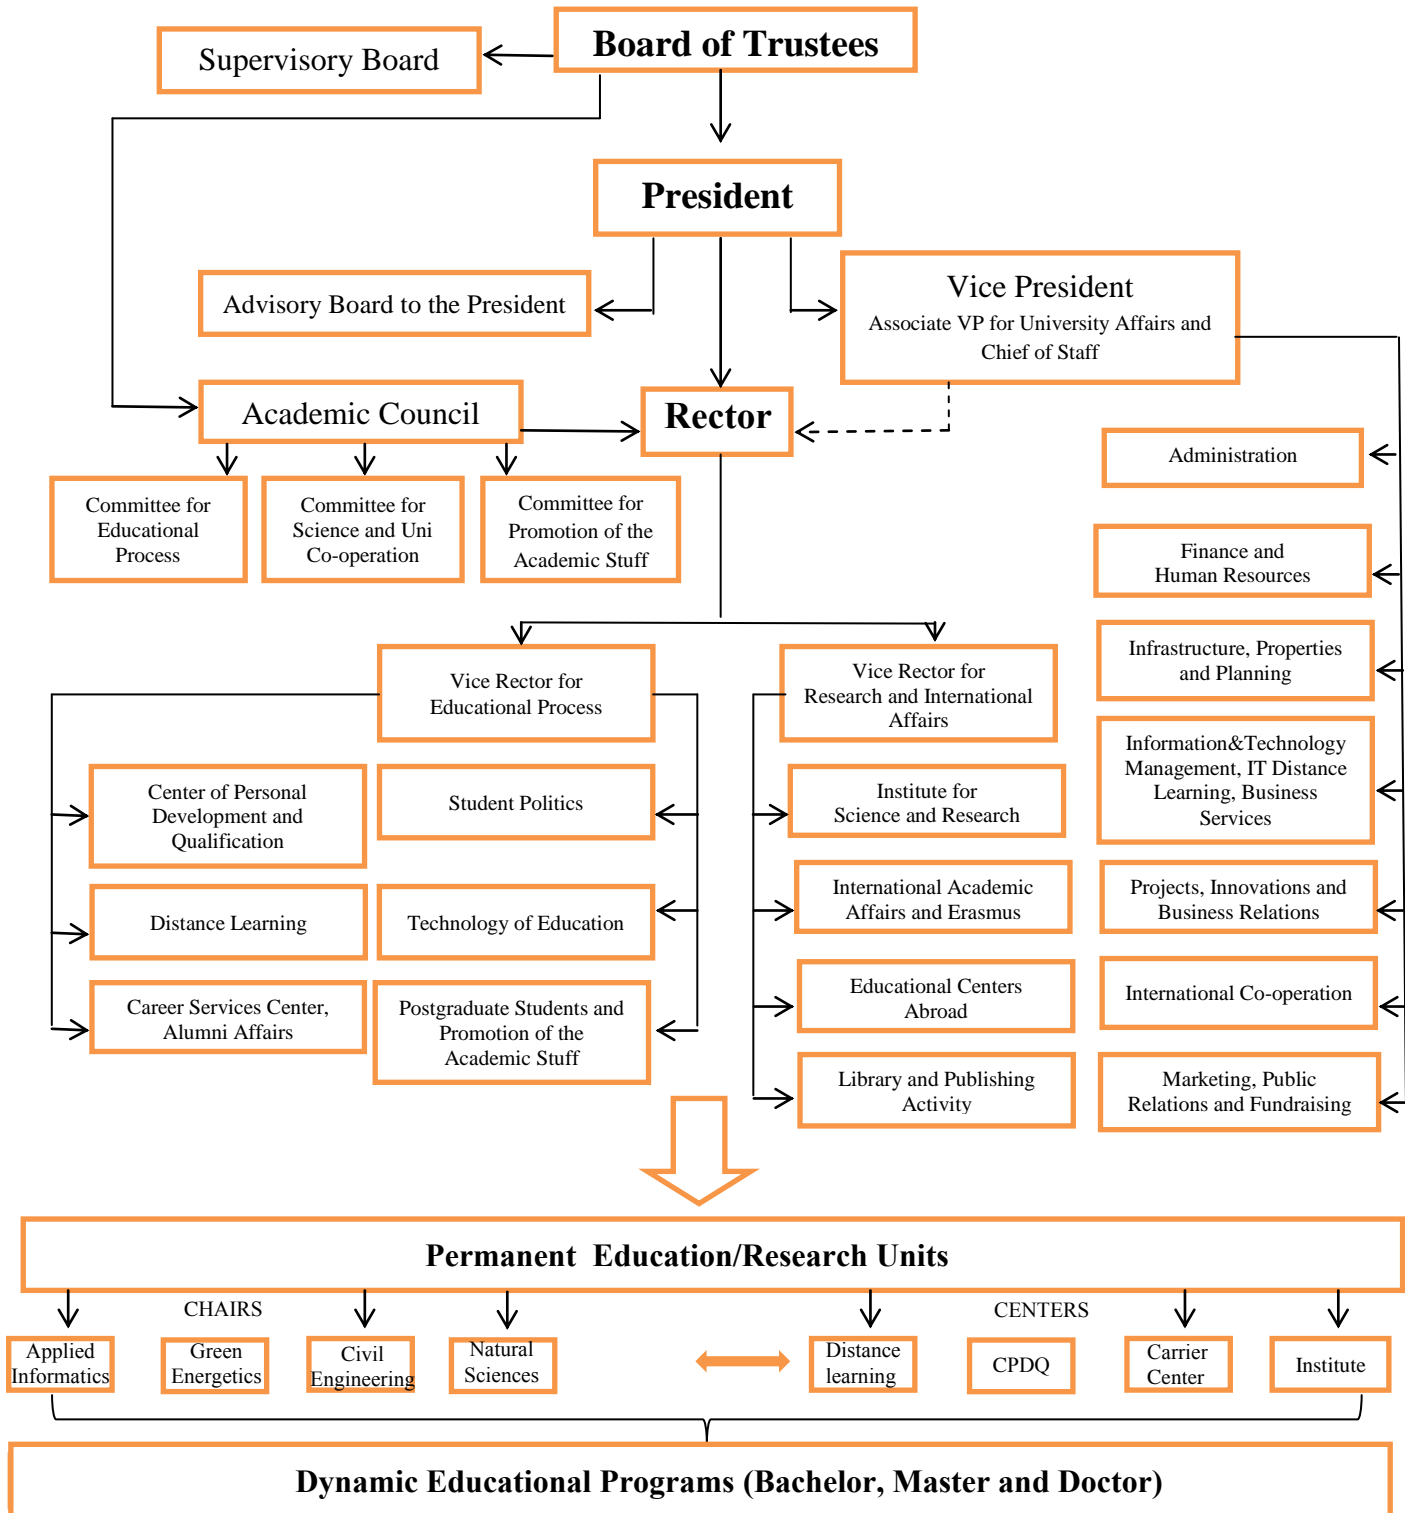 Board of Trustees
Supervisory Board
President
Advisory Board to the President
Vice President
Associate VP for University Affairs and
Chief of Staff
Academic Council
Rector
Administration
Committee for
Educational
Process
Committee for
Science and Uni
Co-operation
Committee for
Promotion of the
Academic Stuff
Finance and
Human Resources
Infrastructure, Properties
and Planning
Vice Rector for
Educational Process
Vice Rector for
Research and International
Affairs
Information&Technology
Management, IT Distance
Learning, Business
Services
Center of Personal
Development and
Qualification
Student Politics
Institute for
Science and Research
Distance Learning
Technology of Education
International Academic
Affairs and Erasmus
Projects, Innovations and
Business Relations
Career Services Center,
Alumni Affairs
Postgraduate Students and
Promotion of the
Academic Stuff
Educational Centers
Abroad
International Co-operation
Library and Publishing
Activity
Marketing, Public
Relations and Fundraising
Permanent Education/Research Units
CHAIRS
CENTERS
Applied
Informatics
Green
Energetics
Civil
Engineering
Natural
Sciences
Distance
learning
CPDQ
Carrier
Center
Institute
Dynamic Educational Programs (Bachelor, Master and Doctor)